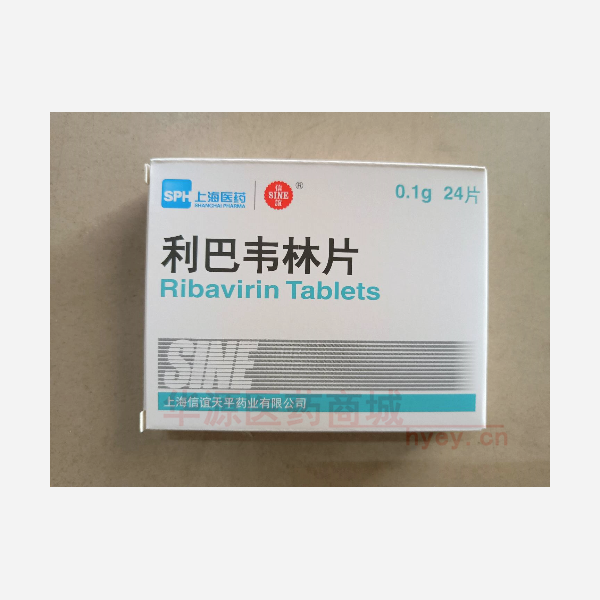 SPH 上海医药
SHANGHAI PHARMA
信
SINE
谊
®
0.1g 24片
利巴韦林片
Ribavirin Tablets
SINE
上海信谊天平药业有限公司
华源医药商城
hyey.cn